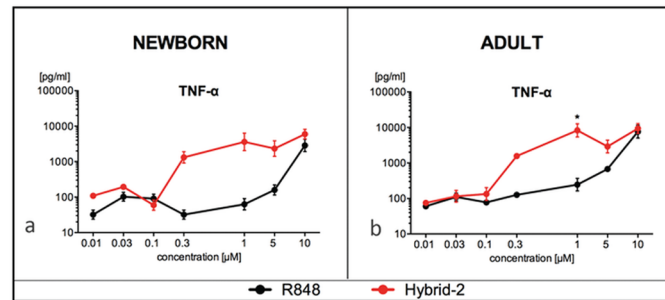 NEWBORN
[pg/ml]
TNF-α
100000
10000
1000
100
10
0.01 0.03 0.1 0.3 1 5 10
concentration [µM]
a
ADULT
[pg/ml]
TNF-α
100000
10000
1000
100
10
*
0.01 0.03 0.1 0.3 1 5 10
concentration [µM]
b
R848 Hybrid-2